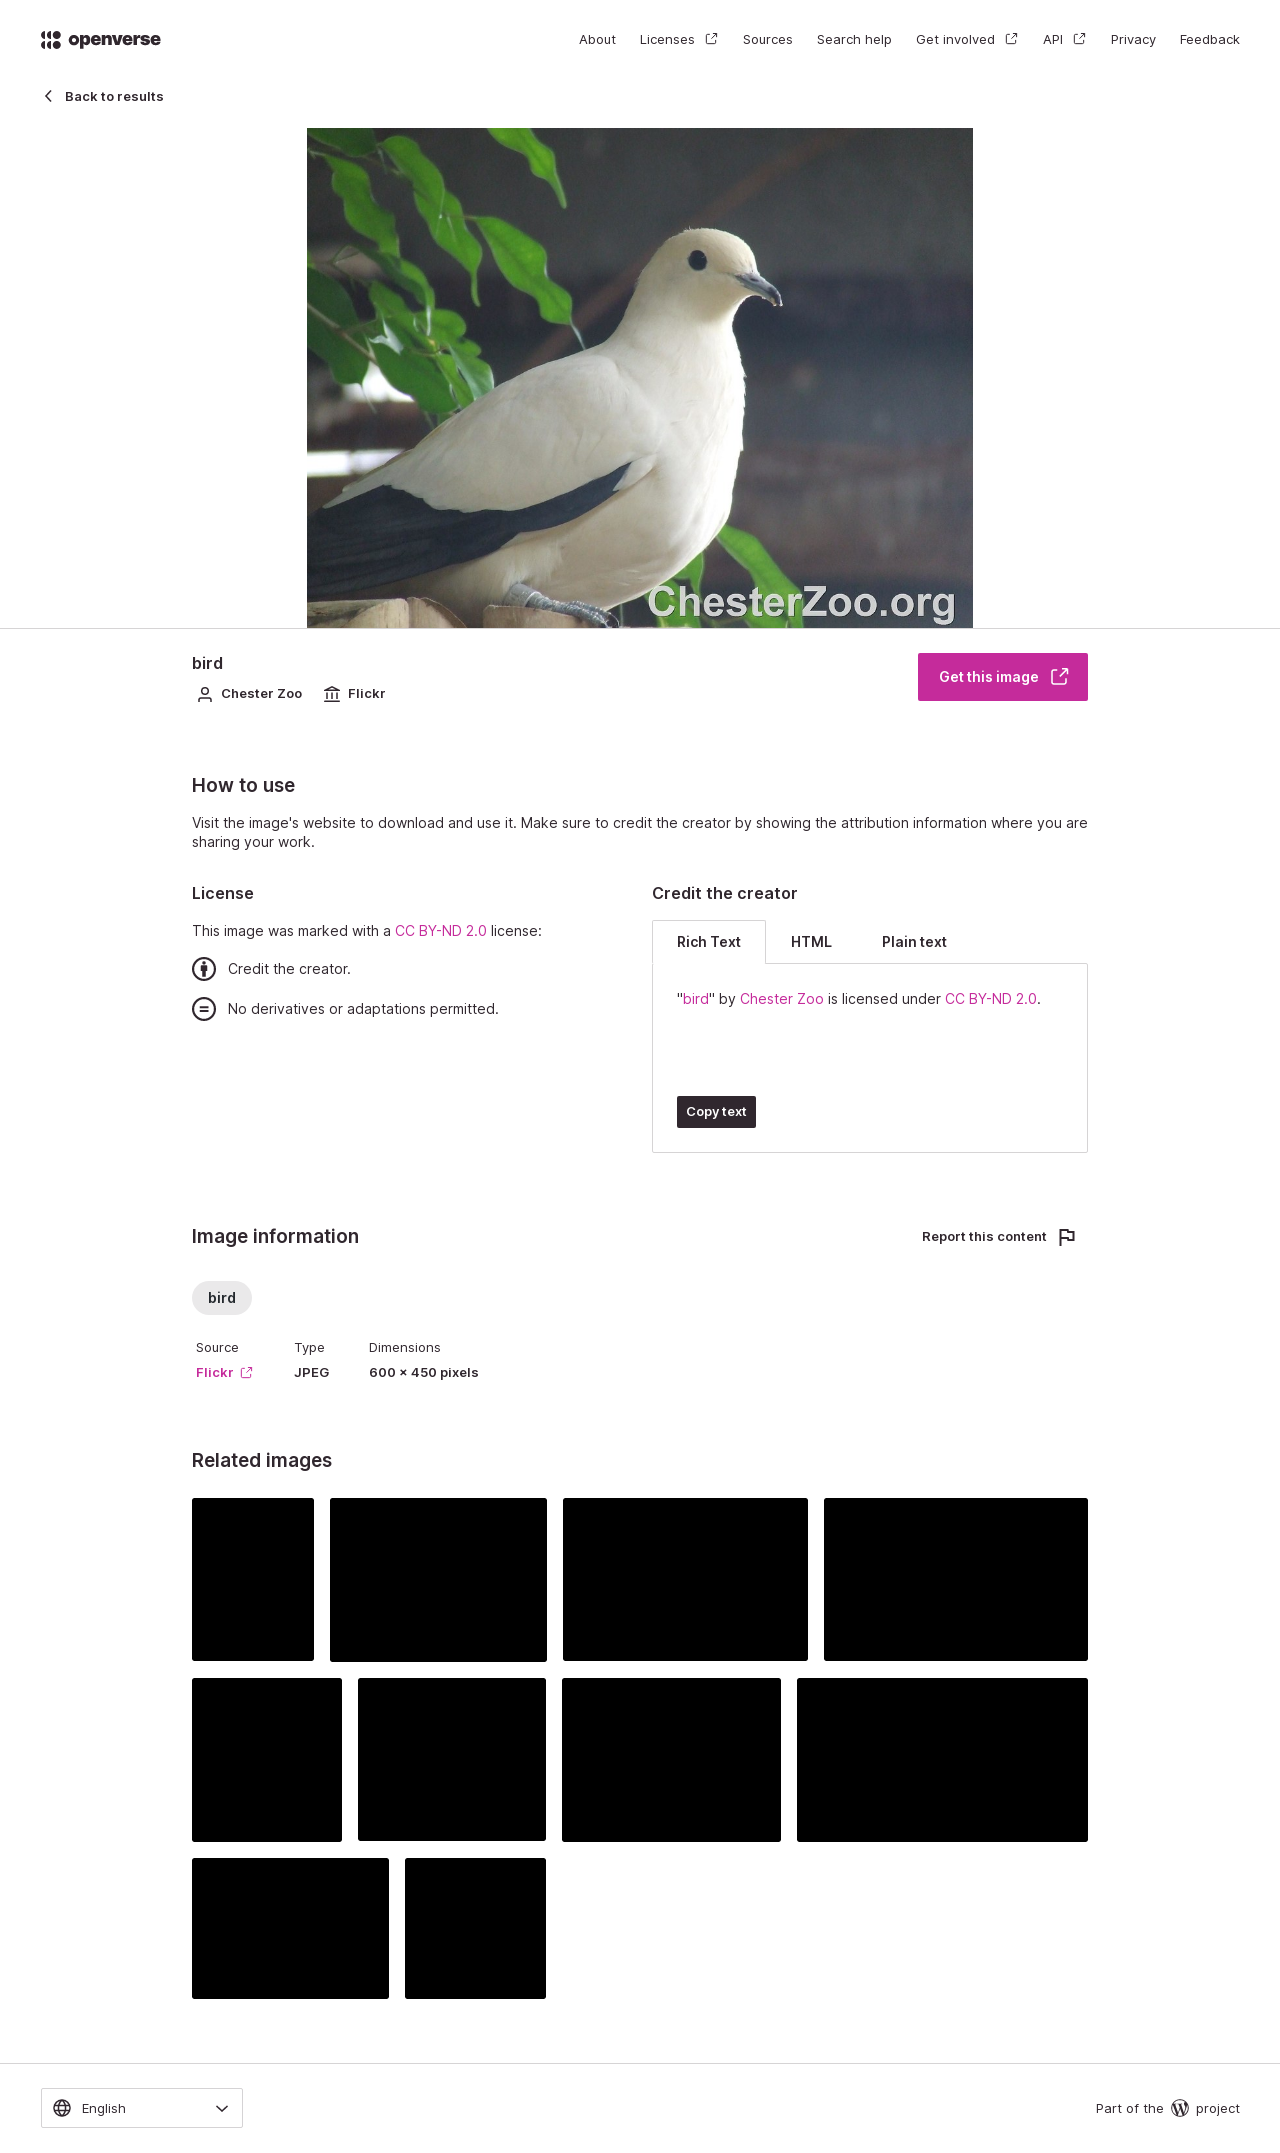 openverse
About
Licenses
Sources
Search help
Get involved
API
Privacy
Feedback
Back to results
ChesterZoo.org
bird
Chester Zoo
Flickr
Get this image
How to use
Visit the image's website to download and use it. Make sure to credit the creator by showing the attribution information where you are
sharing your work.
License
This image was marked with a CC BY-ND 2.0 license:
Credit the creator.
No derivatives or adaptations permitted.
Credit the creator
Rich Text
HTML
Plain text
"bird" by Chester Zoo is licensed under CC BY-ND 2.0.
Copy text
Image information
Report this content
bird
Source
Flickr
Type
JPEG
Dimensions
600 × 450 pixels
Related images
English
Part of the
project